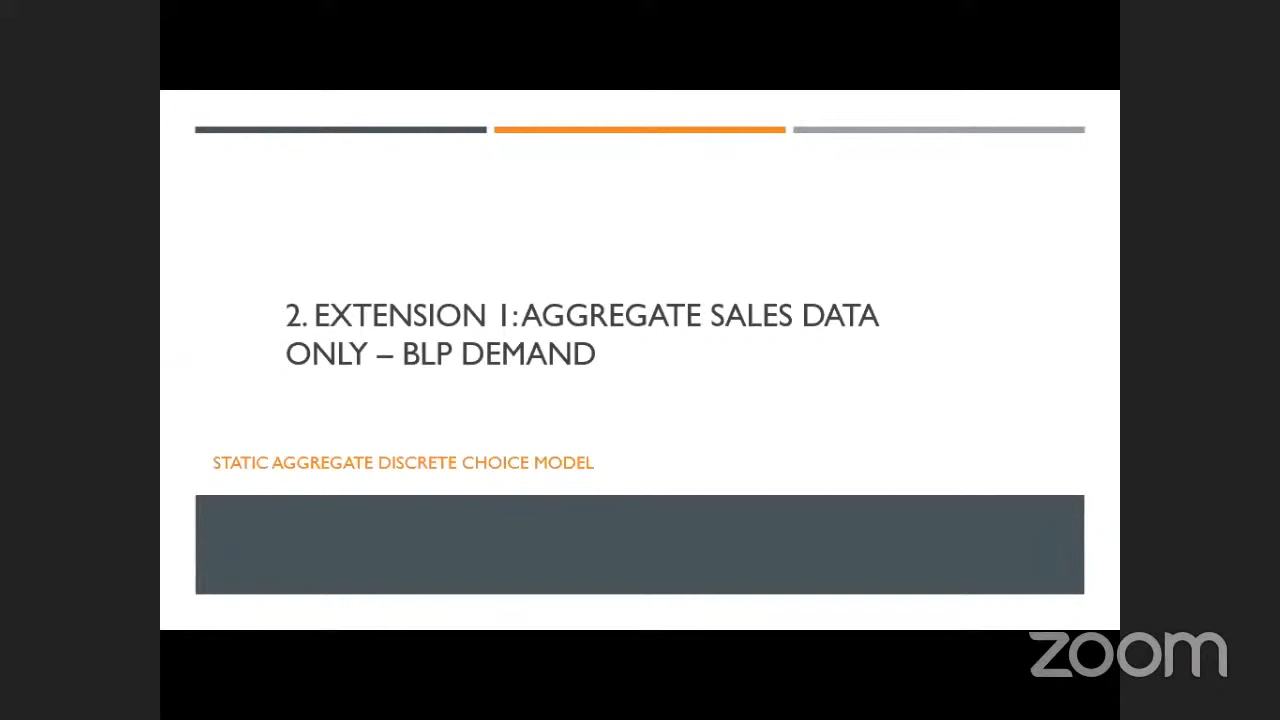 2. EXTENSION 1: AGGREGATE SALES DATA
ONLY – BLP DEMAND
STATIC AGGREGATE DISCRETE CHOICE MODEL
zoom